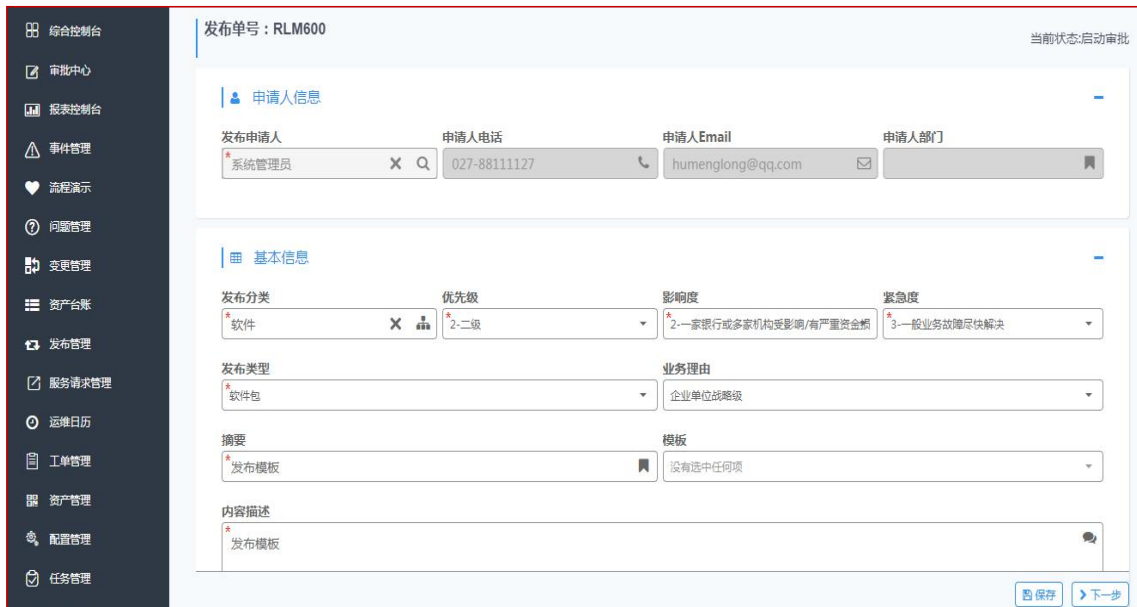 综合控制台
审批中心
报表控制台
事件管理
流程演示
问题管理
变更管理
资产台账
发布管理
服务请求管理
运维日历
工单管理
资产管理
配置管理
任务管理
发布单号：RLM600
当前状态:启动审批
申请人信息
发布申请人 申请人电话 申请人Email 申请人部门
*系统管理员 027-88111127 humenglong@qq.com
基本信息
发布分类 优先级 影响度 紧急度
*软件 *2-二级 *2-一家银行或多家机构受影响/有严重资金损 *3-一般业务故障尽快解决
发布类型 业务理由
*软件包 企业单位战略级
摘要 模板
*发布模板 没有选中任何项
内容描述
*发布模板
保存 下一步